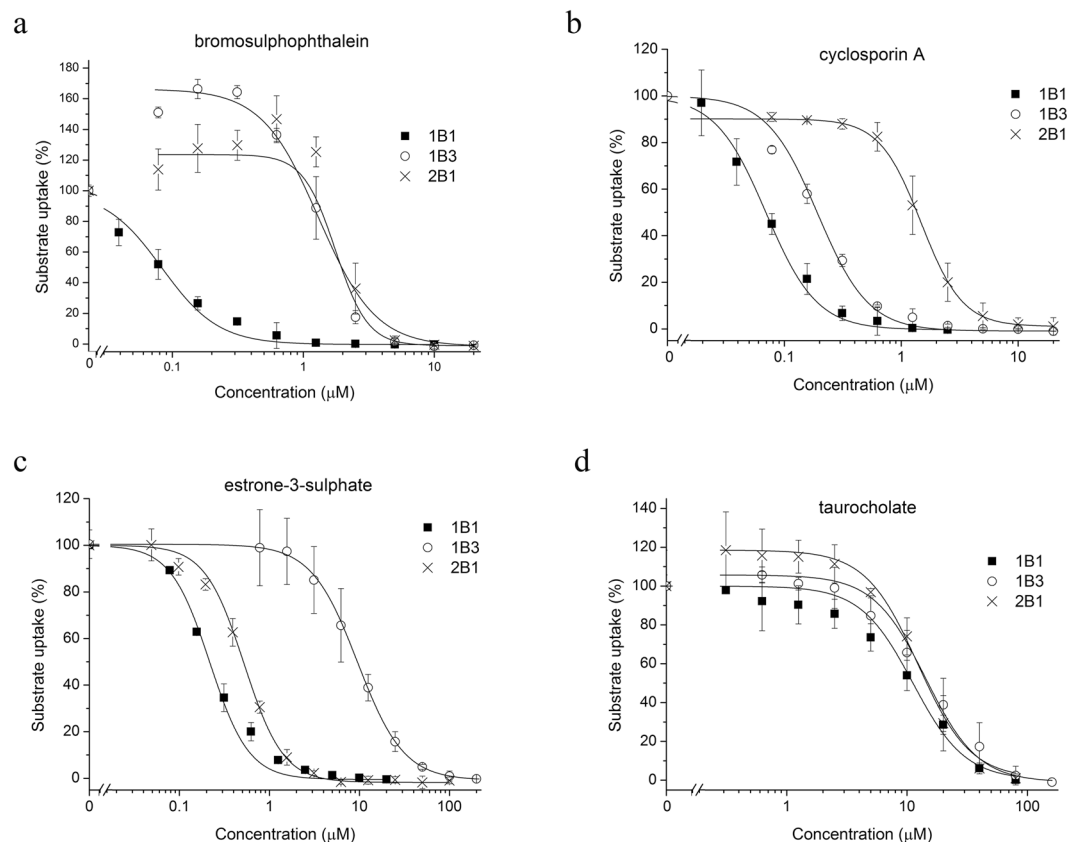 a
bromosulphophthalein
180
160
140
120
100
80
60
40
20
0
Substrate uptake (%)
1B1
1B3
2B1
0 0.1 1 10
Concentration (μM)
b
cyclosporin A
120
100
80
60
40
20
0
Substrate uptake (%)
1B1
1B3
2B1
0 0.1 1 10
Concentration (μM)
c
estrone-3-sulphate
120
100
80
60
40
20
0
Substrate uptake (%)
1B1
1B3
2B1
0 0.1 1 10 100
Concentration (μM)
d
taurocholate
140
120
100
80
60
40
20
0
Substrate uptake (%)
1B1
1B3
2B1
0 1 10 100
Concentration (μM)